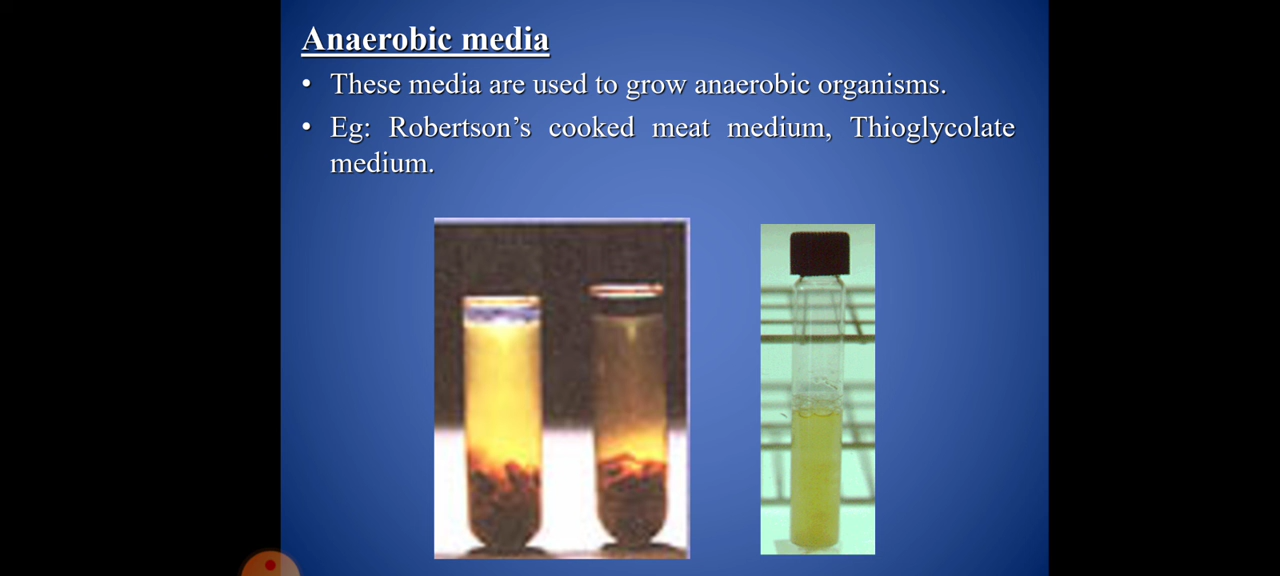 Anaerobic media
• These media are used to grow anaerobic organisms.
• Eg: Robertson’s cooked meat medium, Thioglycolate
medium.